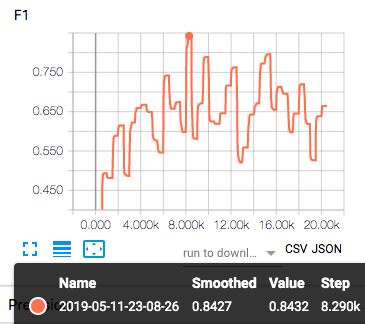 F1
0.750
0.650
0.550
0.450
0.000 4.000k 8.000k 12.00k 16.00k 20.00k
run to downl... CSV JSON
Name Smoothed Value Step
2019-05-11-23-08-26 0.8427 0.8432 8.290k